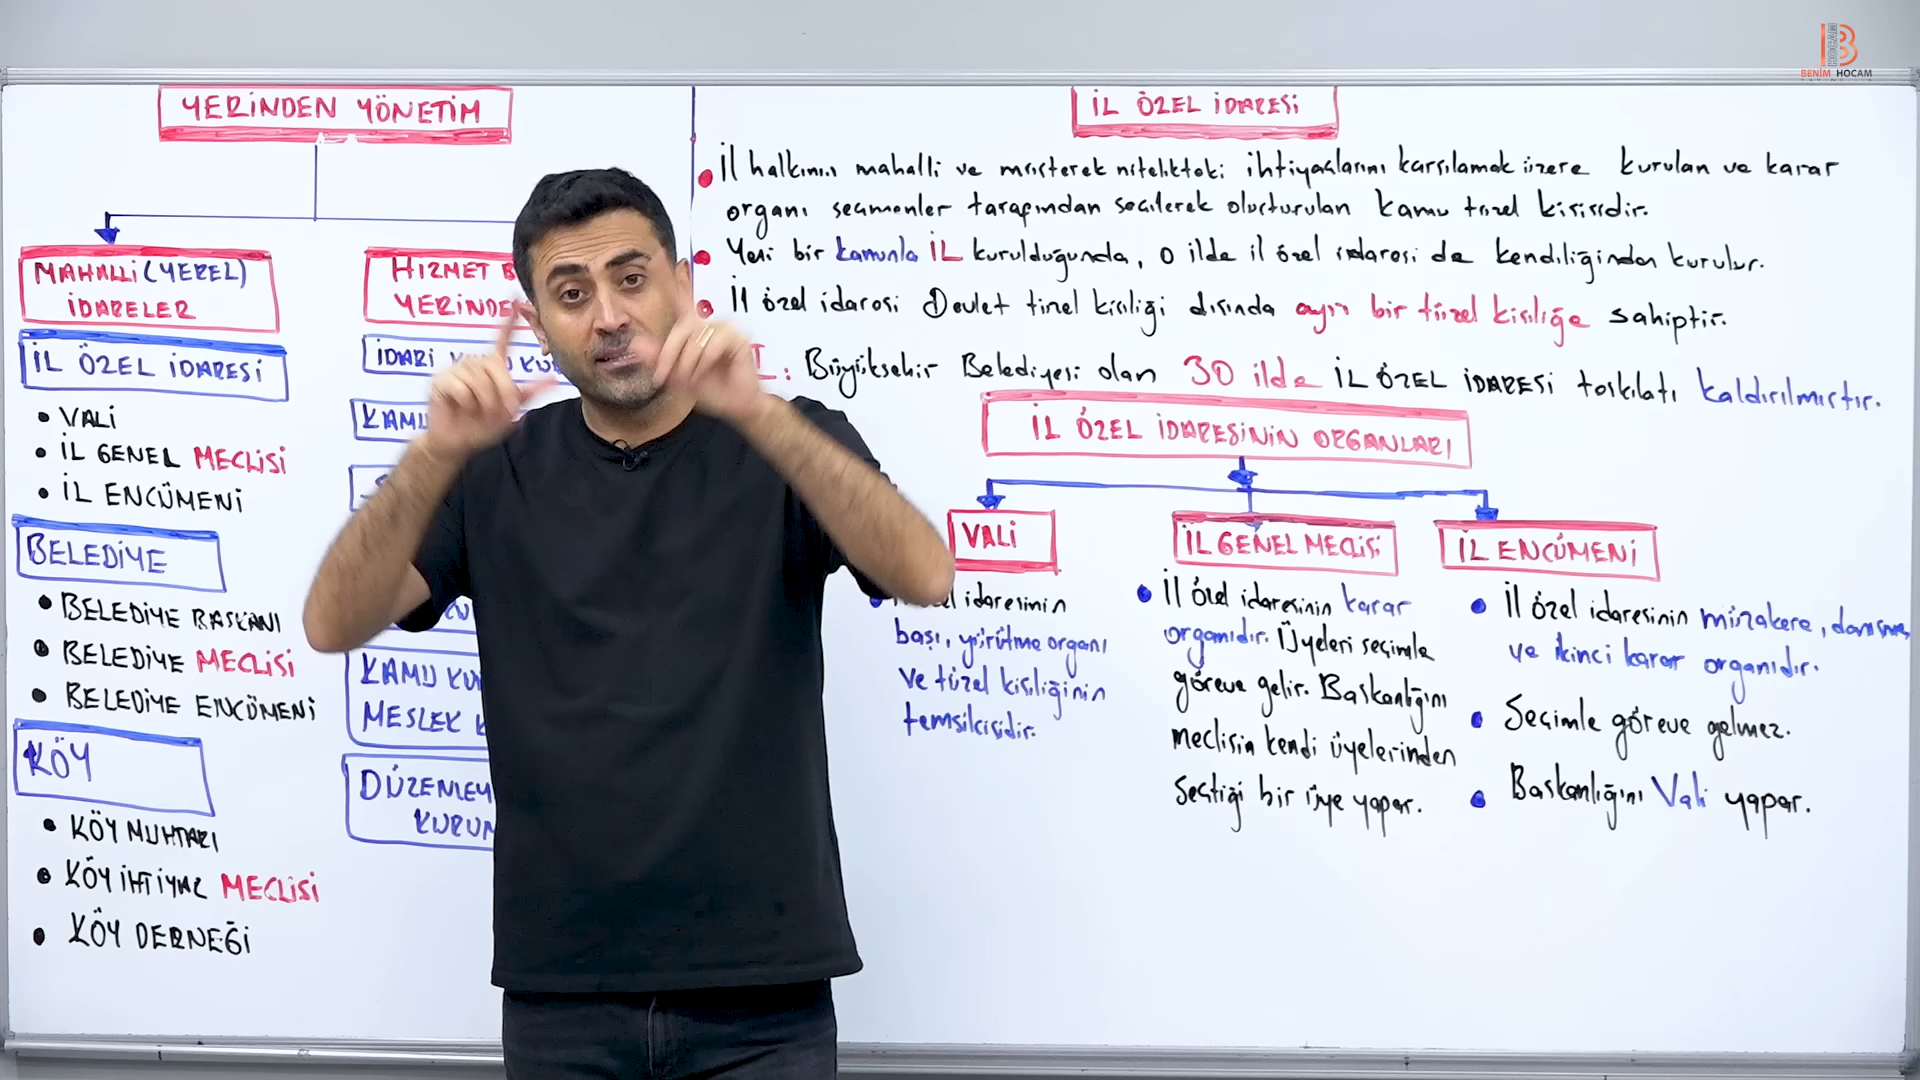 BENİM HOCAM
YERİNDEN YÖNETİM
MAHALLİ (YEREL)
İDARELER
İL ÖZEL İDARESİ
• VALİ
• İL GENEL MECLİSİ
• İL ENCÜMENİ
BELEDİYE
• BELEDİYE BAŞKANI
• BELEDİYE MECLİSİ
• BELEDİYE ENCÜMENİ
KÖY
• KÖY MUHTARI
• KÖY İHTİYAR MECLİSİ
• KÖY DERNEĞİ
HİZMET
YERİNDE
İDARİ
KAMU
KAMU KU
MESLEK K
DÜZENLEY
KURUM
İL ÖZEL İDARESİ
• İl halkının mahalli ve müşterek nitelikteki ihtiyaçlarını karşılamak üzere kurulan ve karar
organı seçmenler tarafından seçilerek oluşturulan kamu tüzel kişisidir.
• Yeni bir kanunla İL kurulduğunda, o ilde il özel idaresi de kendiliğinden kurulur.
• İl özel idaresi Devlet tüzel kişiliği dışında ayrı bir tüzel kişiliğe sahiptir.
: Büyükşehir Belediyesi olan 30 ilde İL ÖZEL İDARESİ teşkilatı kaldırılmıştır.
İL ÖZEL İDARESİNİN ORGANLARI
VALİ
idaresinin
başı, yürütme organı
ve tüzel kişiliğinin
temsilcisidir.
İL GENEL MECLİSİ
• İl özel idaresinin karar
organıdır. Üyeleri seçimle
göreve gelir. Başkanlığını
meclisin kendi üyelerinden
seçtiği bir üye yapar.
İL ENCÜMENİ
• İl özel idaresinin müzakere, danışma
ve ikinci karar organıdır.
• Seçimle göreve gelmez.
• Başkanlığını Vali yapar.